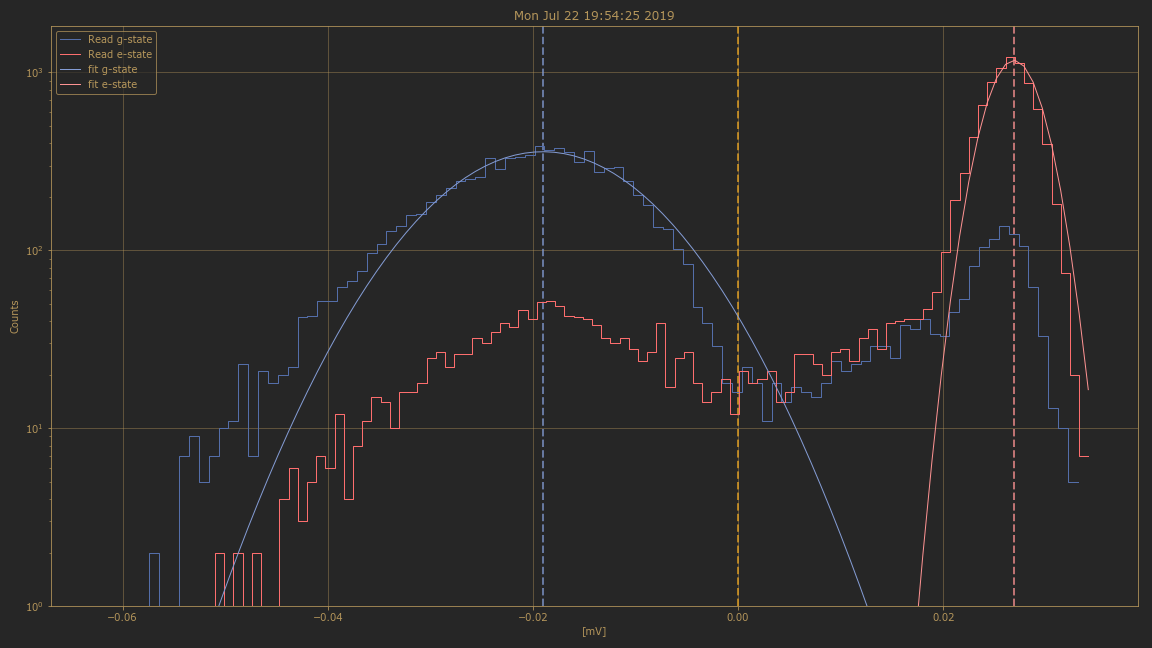 Mon Jul 22 19:54:25 2019
Read g-state
Read e-state
fit g-state
fit e-state
10³
10²
10¹
10⁰
Counts
−0.06 −0.04 −0.02 0.00 0.02
[mV]